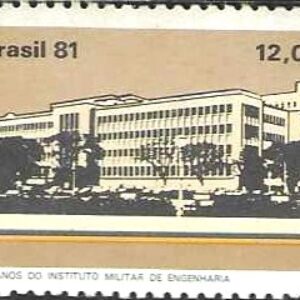 rasil 81 12,0
ANOS DO INSTITUTO MILITAR DE ENGENHARIA